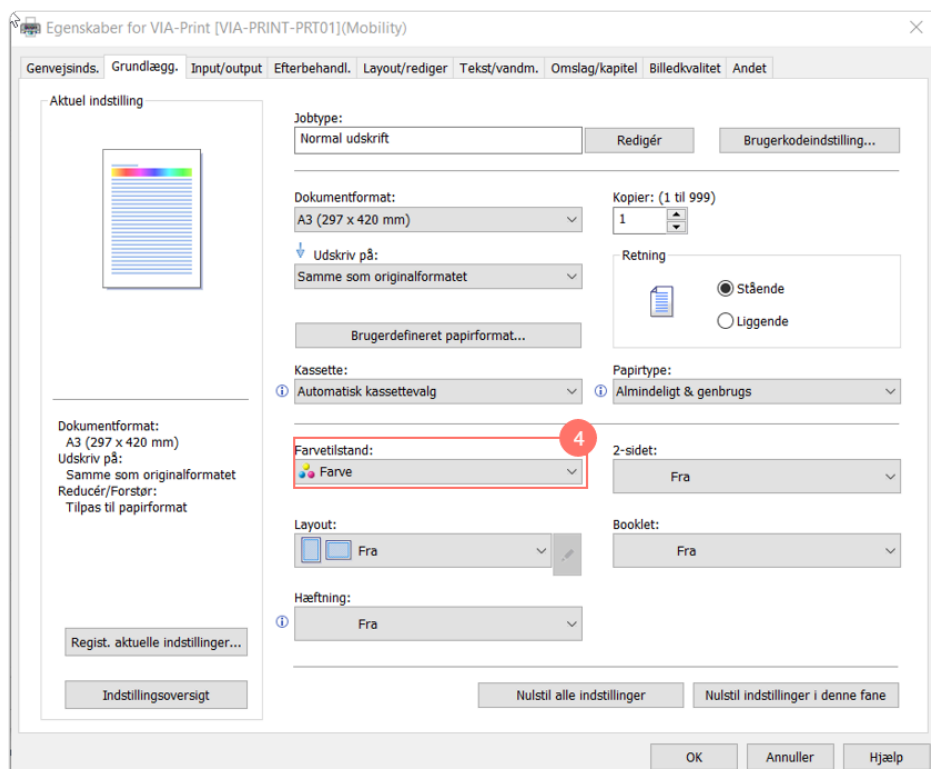 Egenskaber for VIA-Print [VIA-PRINT-PRT01](Mobility)
Genvejsinds. Grundlægg. Input/output Efterbehandl. Layout/rediger Tekst/vandm. Omslag/kapitel Billedkvalitet Andet
Aktuel indstilling
Jobtype:
Normal udskrift
Redigér
Brugerkodeindstilling...
Dokumentformat:
A3 (297 x 420 mm)
Kopier: (1 til 999)
1
Udskriv på:
Samme som originalformatet
Retning
Stående
Liggende
Brugerdefineret papirformat...
Kassette:
Automatisk kassettevalg
Papirtype:
Almindeligt & genbrugs
Dokumentformat:
A3 (297 x 420 mm)
Udskriv på:
Samme som originalformatet
Reducér/Forstør:
Tilpas til papirformat
4
Farvetilstand:
Farve
2-sidet:
Fra
Layout:
Fra
Booklet:
Fra
Hæftning:
Fra
Regist. aktuelle indstillinger...
Indstillingsoversigt
Nulstil alle indstillinger
Nulstil indstillinger i denne fane
OK
Annuller
Hjælp